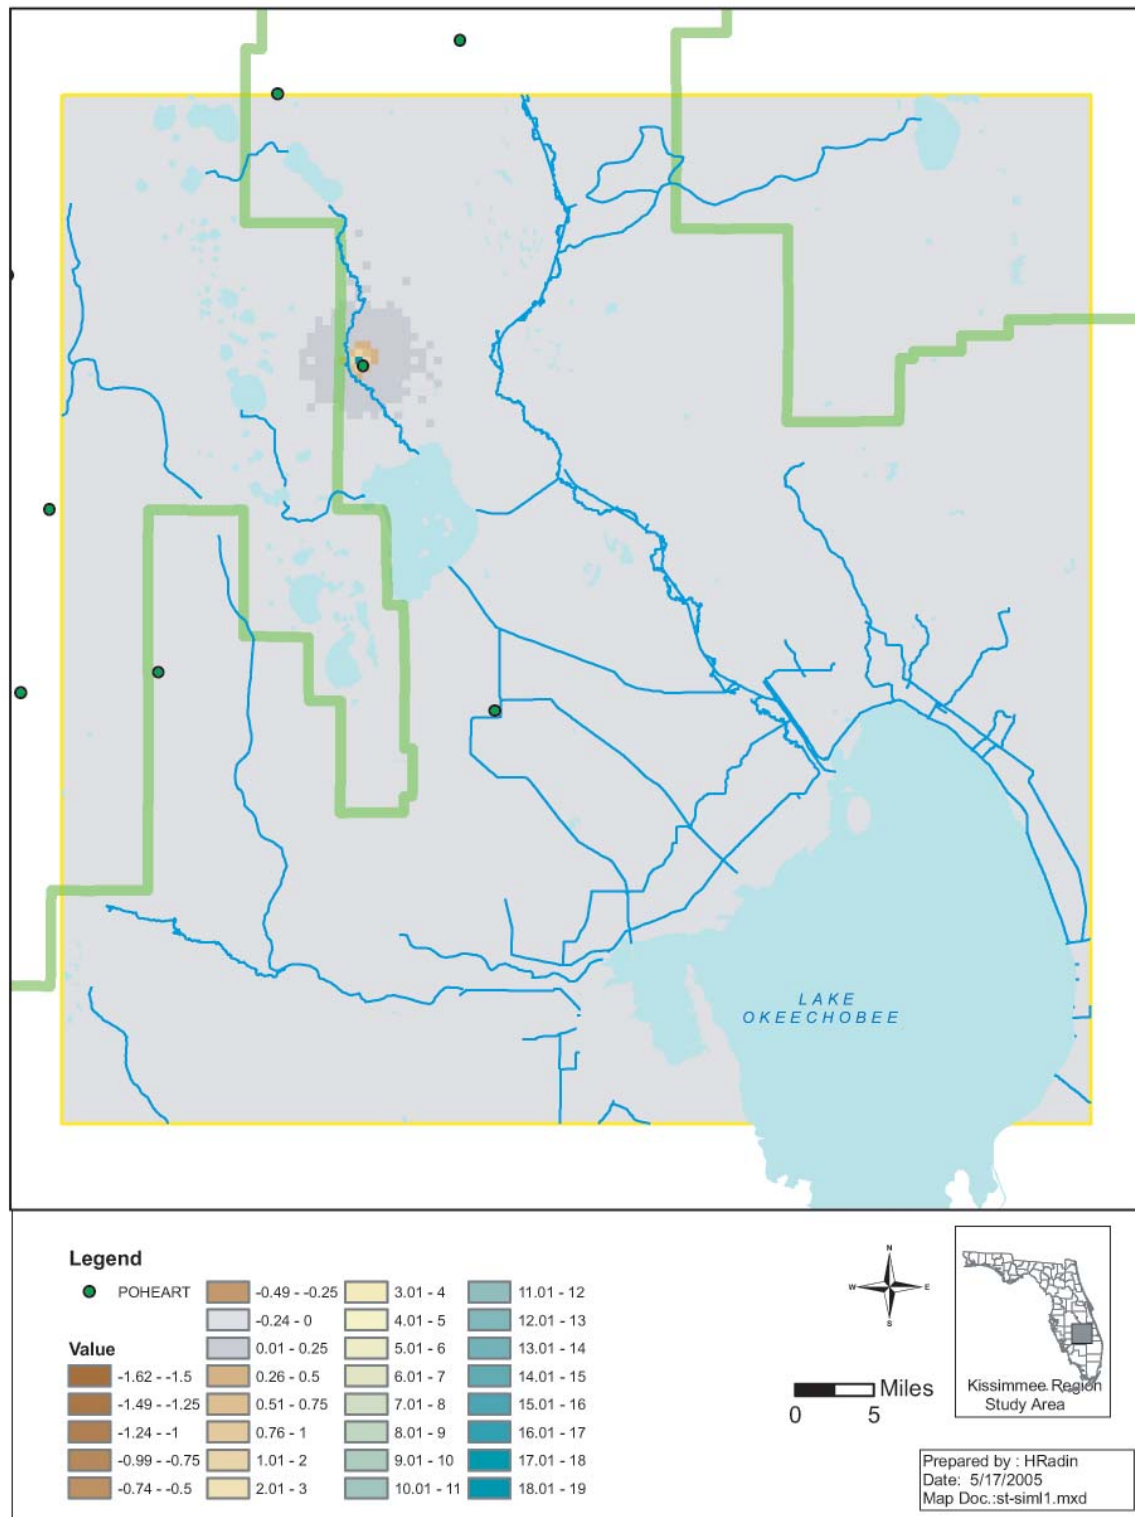 LAKE
OKEECHOBEE
Legend
POHEART
Value
-1.62 - -1.5
-1.49 - -1.25
-1.24 - -1
-0.99 - -0.75
-0.74 - -0.5
-0.49 - -0.25
-0.24 - 0
0.01 - 0.25
0.26 - 0.5
0.51 - 0.75
0.76 - 1
1.01 - 2
2.01 - 3
3.01 - 4
4.01 - 5
5.01 - 6
6.01 - 7
7.01 - 8
8.01 - 9
9.01 - 10
10.01 - 11
11.01 - 12
12.01 - 13
13.01 - 14
14.01 - 15
15.01 - 16
16.01 - 17
17.01 - 18
18.01 - 19
N
W E
S
Miles
0 5
Kissimmee Region
Study Area
Prepared by : HRadin
Date: 5/17/2005
Map Doc.:st-siml1.mxd